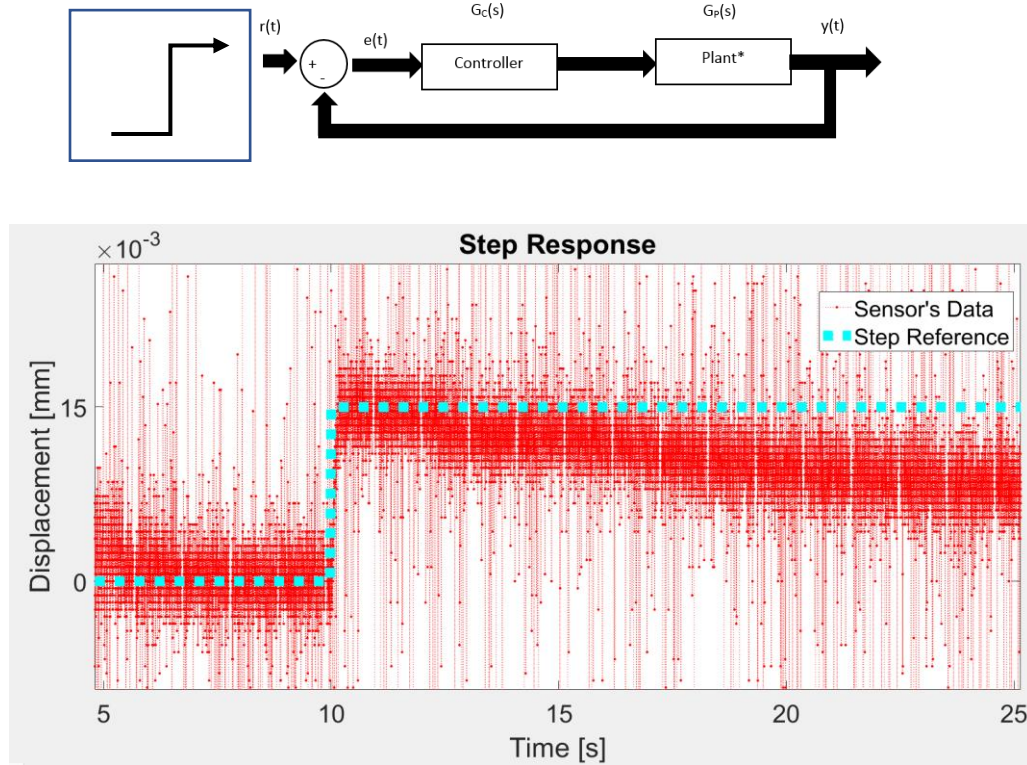 G_C(s) G_P(s)
r(t) e(t) y(t)
+
-
Controller
Plant*
×10^-3
Step Response
Sensor's Data
Step Reference
Displacement [mm]
15
0
5 10 15 20 25
Time [s]